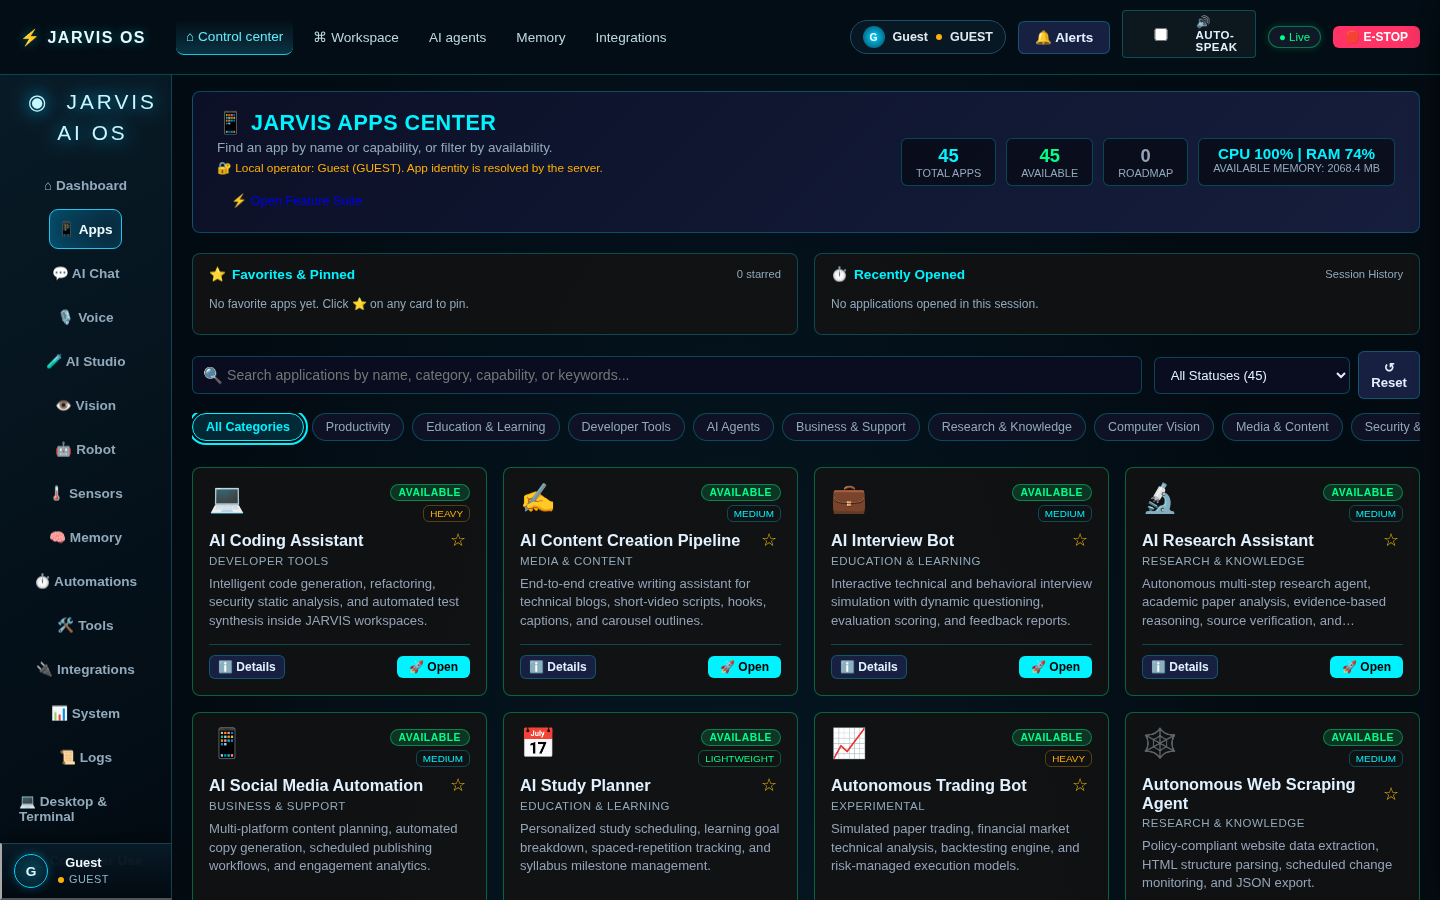 ⚡ JARVIS OS
⌂ Control center
⌘ Workspace
AI agents
Memory
Integrations
G Guest • GUEST
🔔 Alerts
🔊 AUTO-SPEAK
● Live
🛑 E-STOP
◉ JARVIS
AI OS
⌂ Dashboard
📱 Apps
💬 AI Chat
🎙️ Voice
🧪 AI Studio
👁️ Vision
🤖 Robot
🌡️ Sensors
🧠 Memory
⏱️ Automations
🛠️ Tools
🔌 Integrations
📊 System
📜 Logs
💻 Desktop &
Terminal
G Guest
GUEST
📱 JARVIS APPS CENTER
Find an app by name or capability, or filter by availability.
🔐 Local operator: Guest (GUEST). App identity is resolved by the server.
⚡ Open Feature Suite
45
TOTAL APPS
45
AVAILABLE
0
ROADMAP
CPU 100% | RAM 74%
AVAILABLE MEMORY: 2068.4 MB
⭐ Favorites & Pinned
0 starred
No favorite apps yet. Click ⭐ on any card to pin.
⏱️ Recently Opened
Session History
No applications opened in this session.
🔍 Search applications by name, category, capability, or keywords...
All Statuses (45)
↺
Reset
All Categories
Productivity
Education & Learning
Developer Tools
AI Agents
Business & Support
Research & Knowledge
Computer Vision
Media & Content
Security &
💻 AVAILABLE
HEAVY
AI Coding Assistant ☆
DEVELOPER TOOLS
Intelligent code generation, refactoring,
security static analysis, and automated test
synthesis inside JARVIS workspaces.
ℹ️ Details
🚀 Open
✍️ AVAILABLE
MEDIUM
AI Content Creation Pipeline ☆
MEDIA & CONTENT
End-to-end creative writing assistant for
technical blogs, short-video scripts, hooks,
captions, and carousel outlines.
ℹ️ Details
🚀 Open
💼 AVAILABLE
MEDIUM
AI Interview Bot ☆
EDUCATION & LEARNING
Interactive technical and behavioral interview
simulation with dynamic questioning,
evaluation scoring, and feedback reports.
ℹ️ Details
🚀 Open
🔬 AVAILABLE
MEDIUM
AI Research Assistant ☆
RESEARCH & KNOWLEDGE
Autonomous multi-step research agent,
academic paper analysis, evidence-based
reasoning, source verification, and…
ℹ️ Details
🚀 Open
📱 AVAILABLE
MEDIUM
AI Social Media Automation ☆
BUSINESS & SUPPORT
Multi-platform content planning, automated
copy generation, scheduled publishing
workflows, and engagement analytics.
📅 AVAILABLE
LIGHTWEIGHT
AI Study Planner ☆
EDUCATION & LEARNING
Personalized study scheduling, learning goal
breakdown, spaced-repetition tracking, and
syllabus milestone management.
📈 AVAILABLE
HEAVY
Autonomous Trading Bot ☆
EXPERIMENTAL
Simulated paper trading, financial market
technical analysis, backtesting engine, and
risk-managed execution models.
🕸️ AVAILABLE
MEDIUM
Autonomous Web Scraping
Agent ☆
RESEARCH & KNOWLEDGE
Policy-compliant website data extraction,
HTML structure parsing, scheduled change
monitoring, and JSON export.